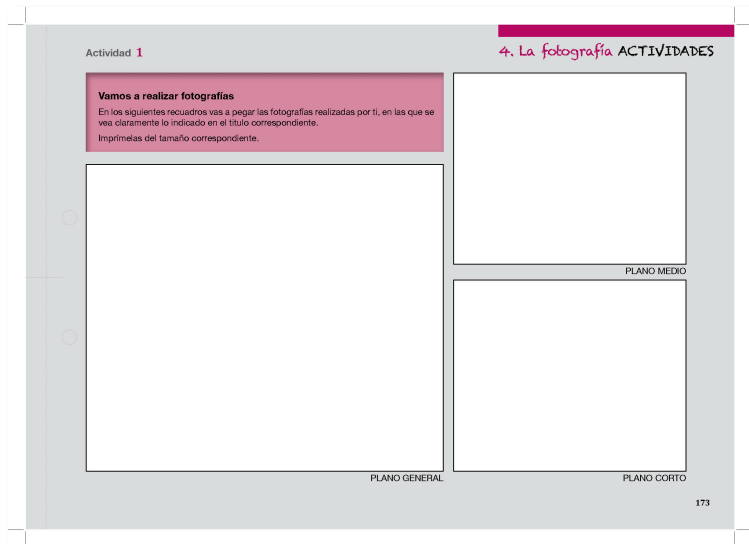 Actividad 1
4. La fotografía ACTIVIDADES
Vamos a realizar fotografías
En los siguientes recuadros vas a pegar las fotografías realizadas por ti, en las que se
vea claramente lo indicado en el titulo correspondiente.
Imprímelas del tamaño correspondiente.
PLANO MEDIO
PLANO GENERAL
PLANO CORTO
173